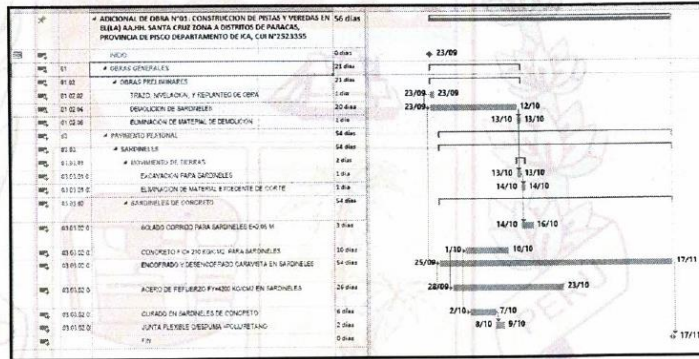 ADICIONAL DE OBRA N°01: CONSTRUCCION DE PISTAS Y VEREDAS EN 56 días
EL(LA) AA.HH. SANTA CRUZ ZONA A DISTRITO DE PARACAS,
PROVINCIA DE PISCO DEPARTAMENTO DE ICA, CUI N°2523355
INICIO 0 días 23/09
01 OBRAS GENERALES 21 días
01.02 OBRAS PRELIMINARES 21 días
01.02.02 TRAZO, NIVELACION, Y REPLANTEO DE OBRA 1 día 23/09 23/09
01.02.04 DEMOLICION DE SARDINELES 20 días 23/09 12/10
01.02.06 ELIMINACION DE MATERIAL DE DEMOLICION 1 día 13/10 13/10
PAVIMENTO PEATONAL 54 días
SARDINELES 54 días
MOVIMIENTO DE TIERRAS 2 días
EXCAVACION PARA SARDINELES 1 día 13/10 13/10
ELIMINACION DE MATERIAL EXCEDENTE DE CORTE 1 día 14/10 14/10
SARDINELES DE CONCRETO 54 días
SOLADO CORRIDO PARA SARDINELES E=0.05 M 3 días 14/10 16/10
CONCRETO F'C= 210 KG/CM2 PARA SARDINELES 10 días 1/10 10/10
ENCOFRADO Y DESENCOFRADO CARAVISTA EN SARDINELES 54 días 25/09 17/11
ACERO DE REFUERZO FY=4200 KG/CM2 EN SARDINELES 26 días 28/09 23/10
CURADO EN SARDINELES DE CONCRETO 6 días 2/10 7/10
JUNTA FLEXIBLE C/ESPUMA +POLIURETANO 2 días 8/10 9/10
FIN 0 días 17/11
PERU